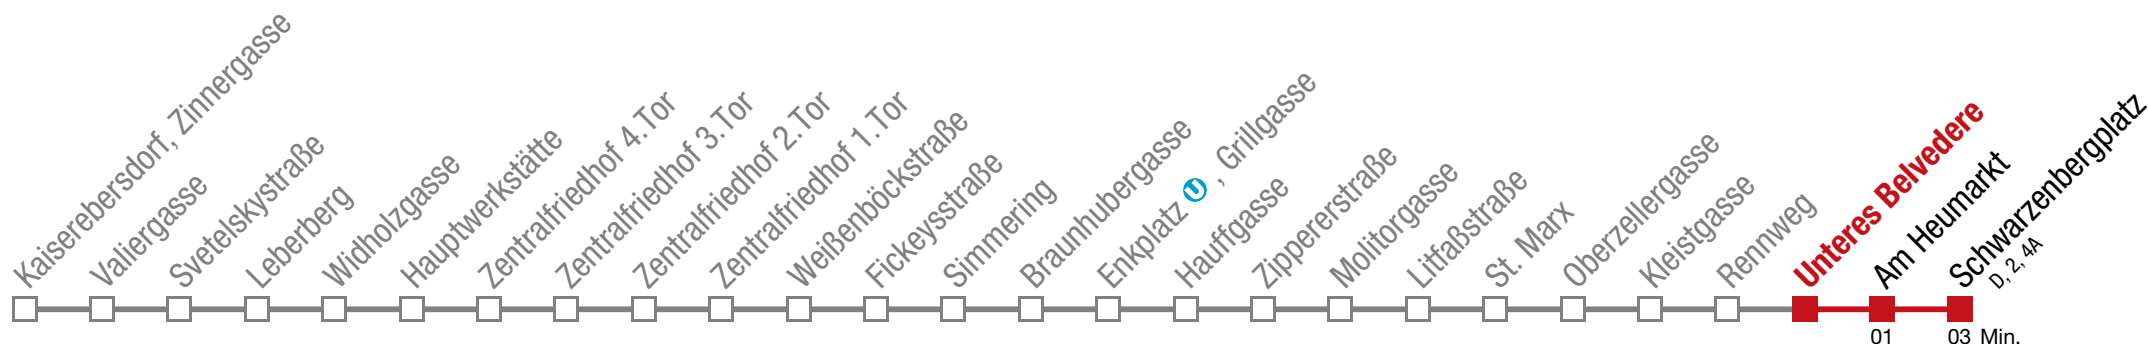 Kaiserebersdorf, Zinnergasse
Valiergasse
Svetelskystraße
Leberberg
Widholzgasse
Hauptwerkstätte
Zentralfriedhof 4.Tor
Zentralfriedhof 3.Tor
Zentralfriedhof 2.Tor
Zentralfriedhof 1.Tor
Weißenböckstraße
Fickeysstraße
Simmering
Braunhubergasse
Enkplatz U, Grillgasse
Hauffgasse
Zippererstraße
Molitorgasse
Litfaßstraße
St. Marx
Oberzellergasse
Kleistgasse
Rennweg
Unteres Belvedere
Am Heumarkt
Schwarzenbergplatz
D, 2, 4A
01
03 Min.